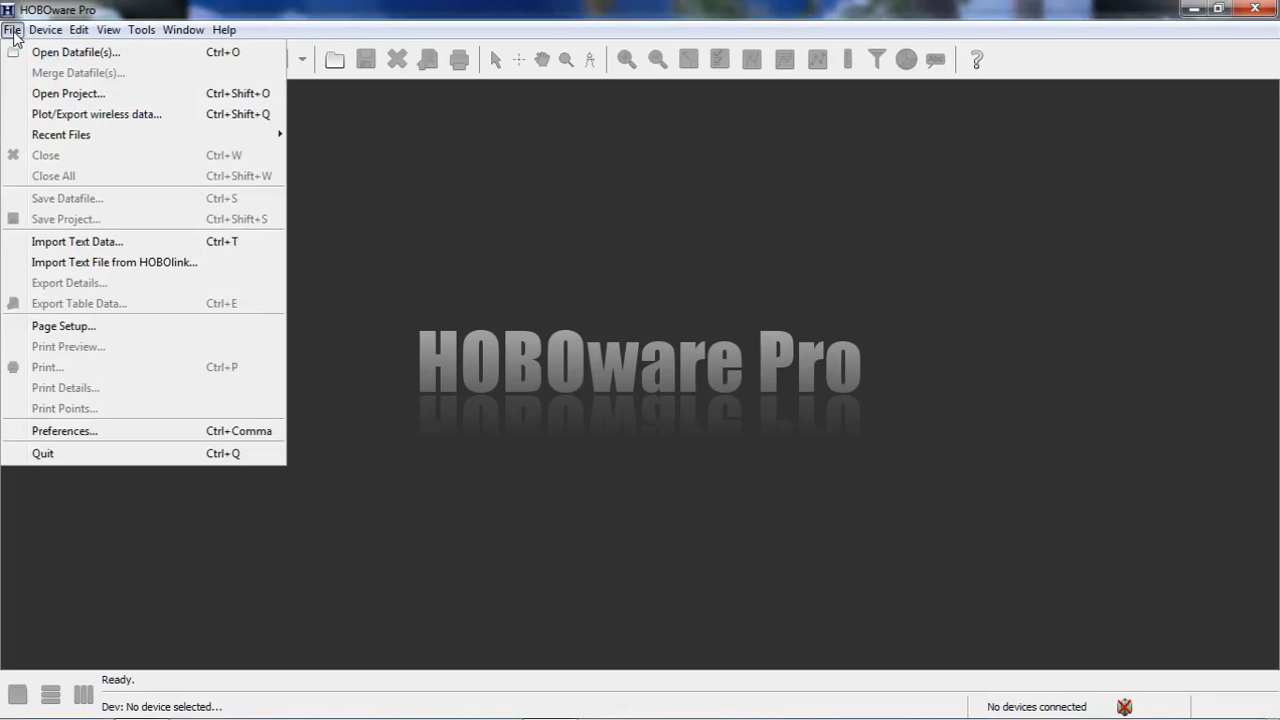 HOBOware Pro
File Device Edit View Tools Window Help
Open Datafile(s)... Ctrl+O
Merge Datafile(s)...
Open Project... Ctrl+Shift+O
Plot/Export wireless data... Ctrl+Shift+Q
Recent Files
Close Ctrl+W
Close All Ctrl+Shift+W
Save Datafile... Ctrl+S
Save Project... Ctrl+Shift+S
Import Text Data... Ctrl+T
Import Text File from HOBOlink...
Export Details...
Export Table Data... Ctrl+E
Page Setup...
Print Preview...
Print... Ctrl+P
Print Details...
Print Points...
Preferences... Ctrl+Comma
Quit Ctrl+Q
HOBOware Pro
Ready.
Dev: No device selected... No devices connected